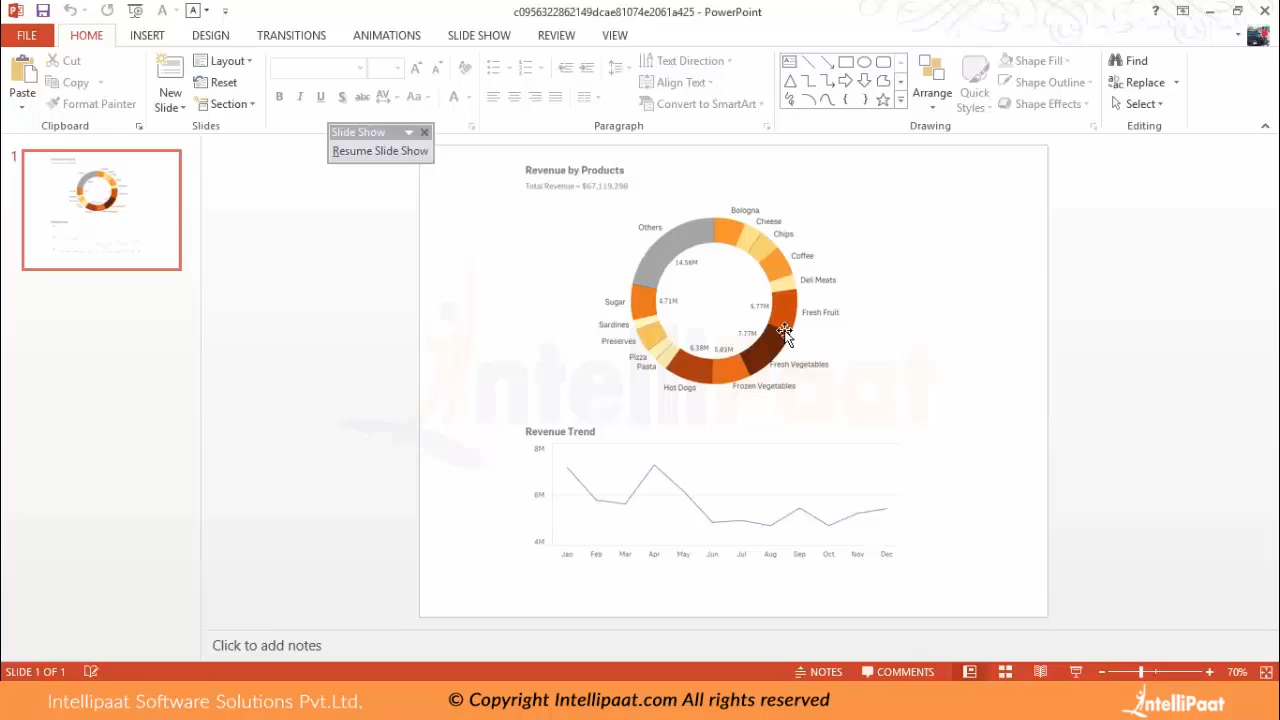 c0956322862149dcae81074e2061a425 - PowerPoint
FILE HOME INSERT DESIGN TRANSITIONS ANIMATIONS SLIDE SHOW REVIEW VIEW
Paste
Cut
Copy
Format Painter
Clipboard
New Slide
Layout
Reset
Section
Slides
B I U S abc AV Aa A
Text Direction
Align Text
Convert to SmartArt
Paragraph
Arrange
Quick Styles
Shape Fill
Shape Outline
Shape Effects
Drawing
Find
Replace
Select
Editing
Slide Show
Resume Slide Show
1
Revenue by Products
Total Revenue = $67,119,290
Bologna
Cheese
Chips
Coffee
Deli Meats
Fresh Fruit
Fresh Vegetables
Frozen Vegetables
Hot Dogs
Pasta
Pizza
Preserves
Sardines
Sugar
Others
14.56M
4.71M
6.77M
7.77M
5.83M
6.38M
IntelliPaat
Revenue Trend
8M
6M
4M
Jan Feb Mar Apr May Jun Jul Aug Sep Oct Nov Dec
Click to add notes
SLIDE 1 OF 1
NOTES COMMENTS 70%
Intellipaat Software Solutions Pvt.Ltd.
© Copyright Intellipaat.com All rights reserved
IntelliPaat